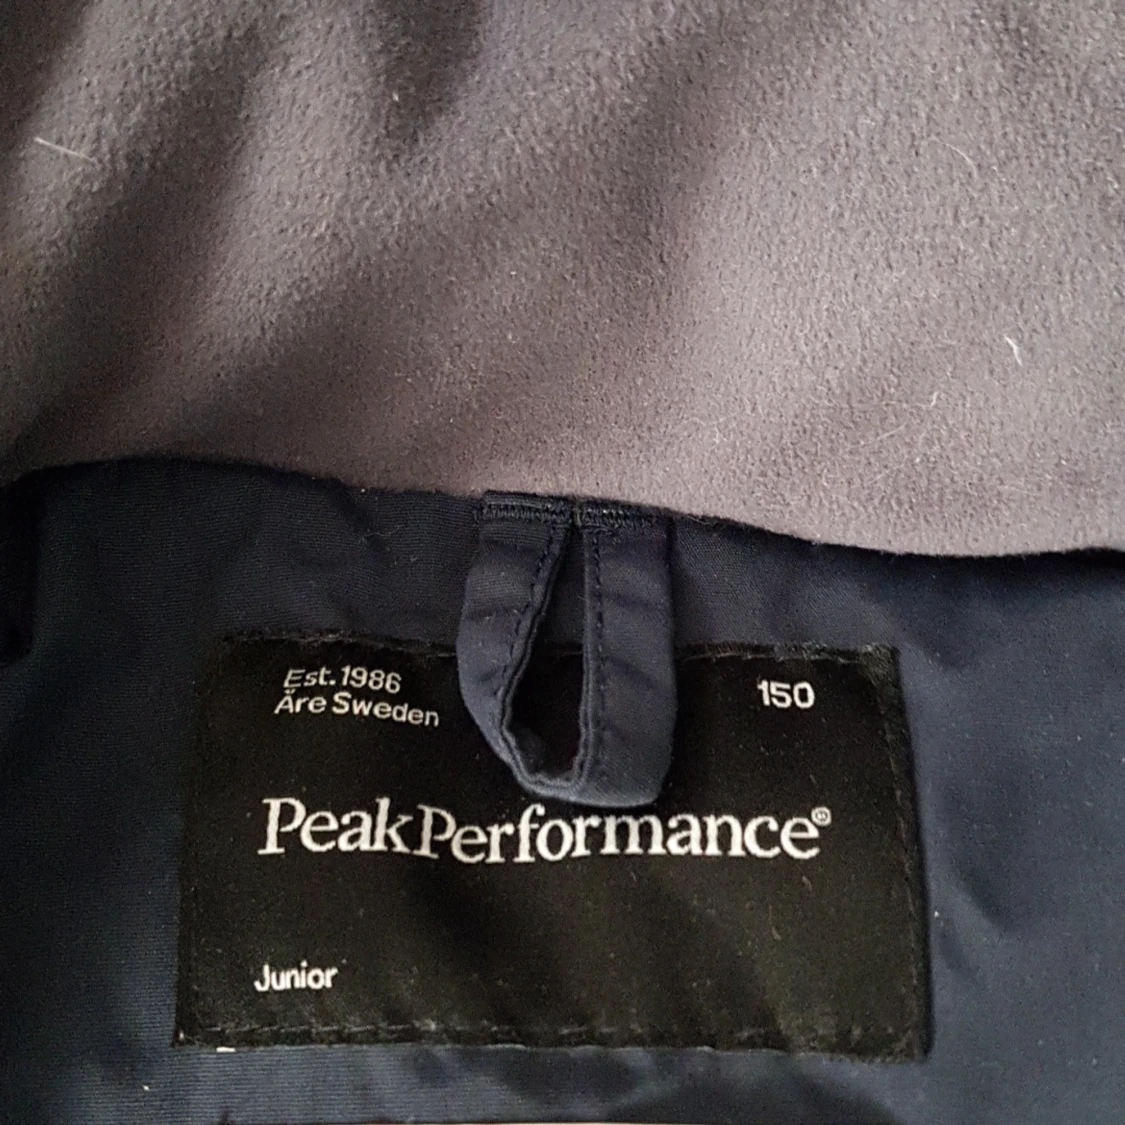 Est. 1986
Åre Sweden
150
PeakPerformance®
Junior